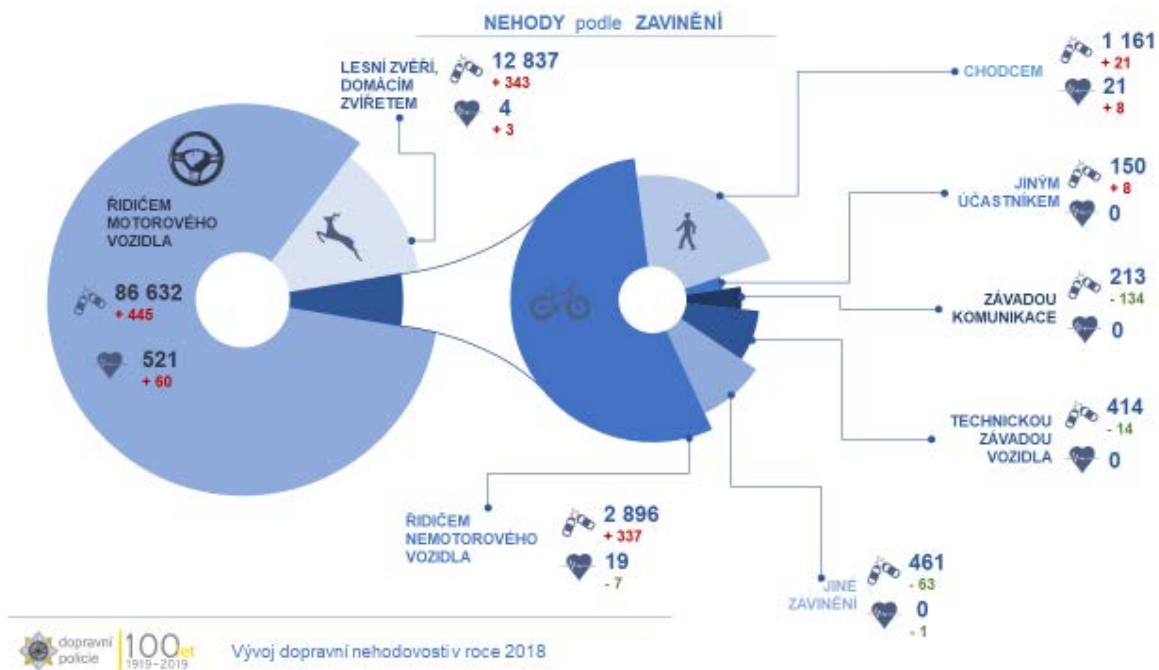 NEHODY podle ZAVINĚNÍ
LESNÍ ZVĚŘÍ,
DOMÁCÍM
ZVÍŘETEM
12 837
+ 343
4
+ 3
CHODCEM
1 161
+ 21
21
+ 8
ŘIDIČEM
MOTOROVÉHO
VOZIDLA
86 632
+ 445
521
+ 60
JINÝM
ÚČASTNÍKEM
150
+ 8
0
ZÁVADOU
KOMUNIKACE
213
- 134
0
TECHNICKOU
ZÁVADOU
VOZIDLA
414
- 14
0
ŘIDIČEM
NEMOTOROVÉHO
VOZIDLA
2 896
+ 337
19
- 7
JINÉ
ZAVINĚNÍ
461
- 63
0
- 1
dopravní
policie
100 let
1919-2019
Vývoj dopravní nehodovosti v roce 2018